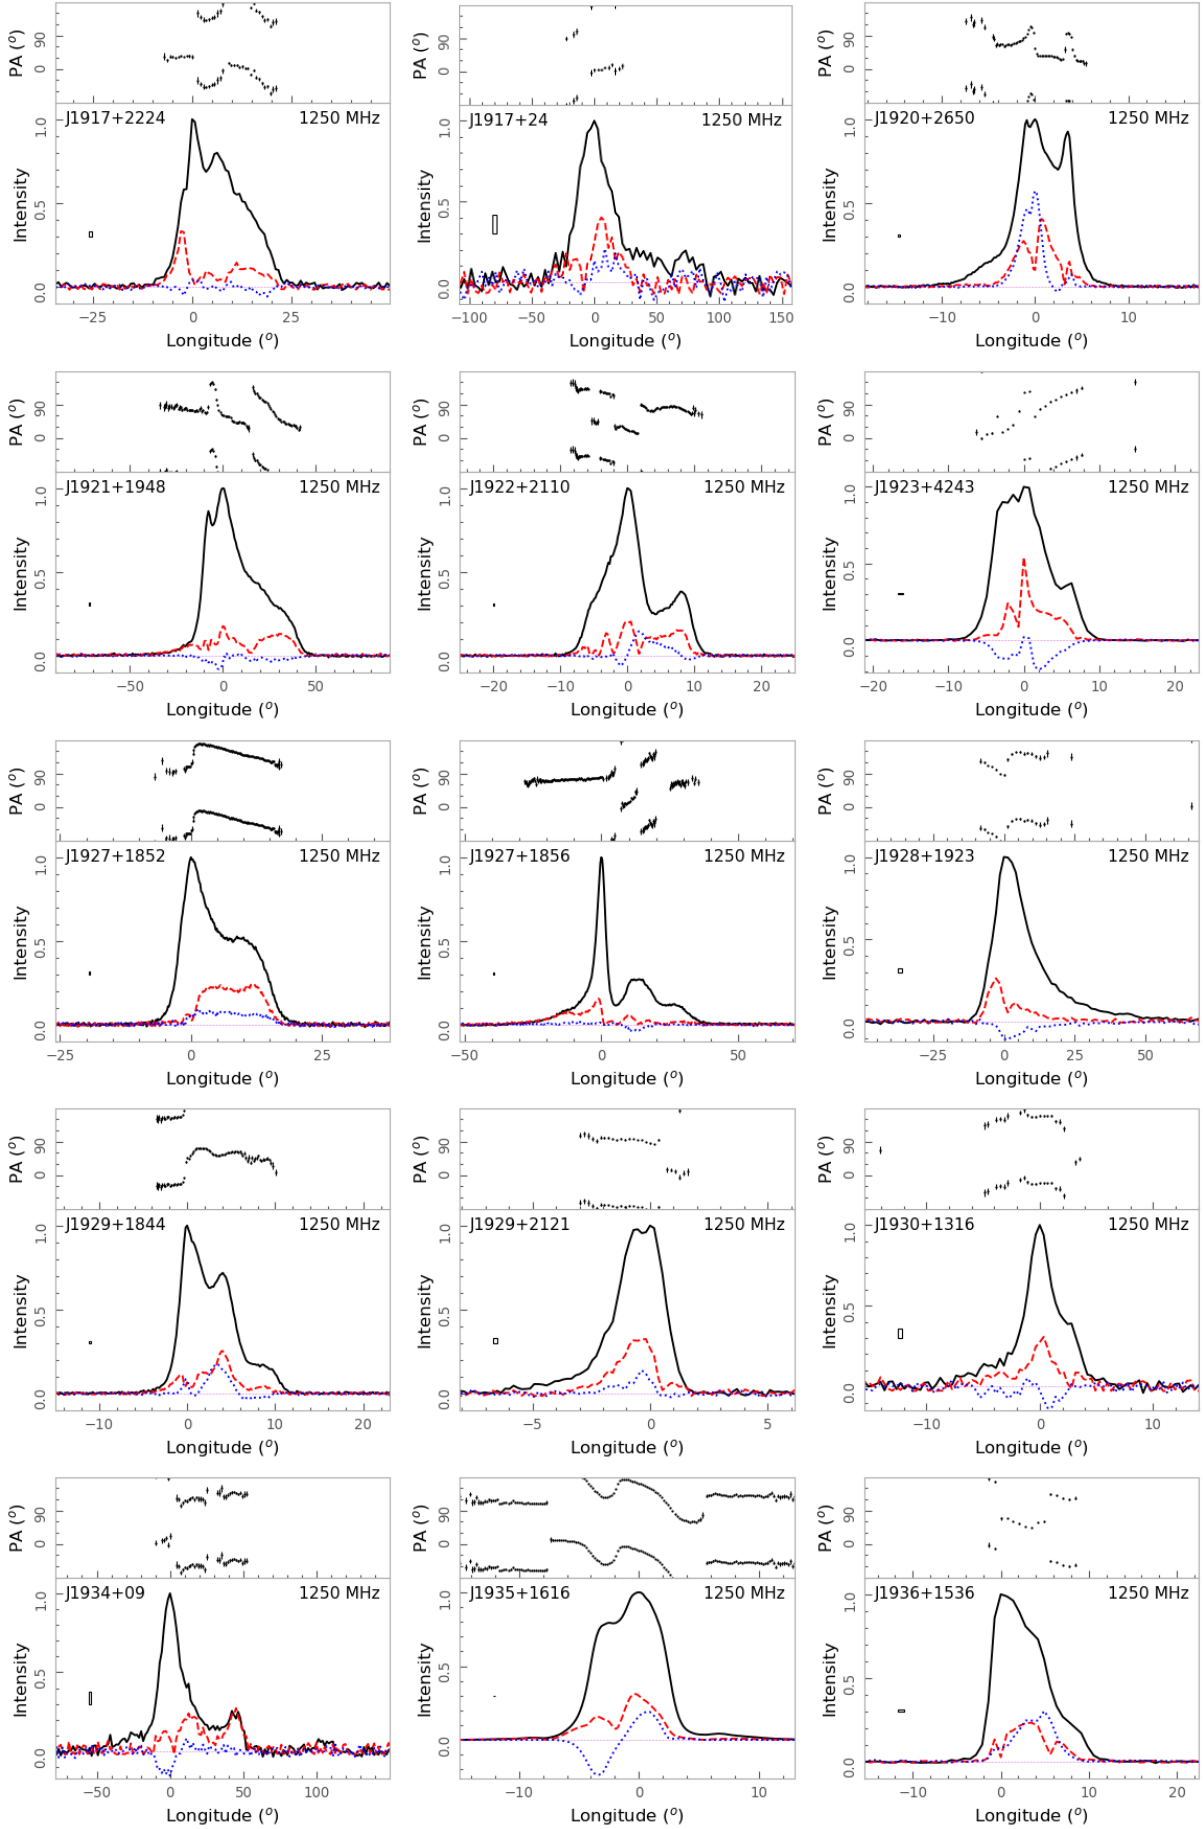 PA (°)
90
0
J1917+2224 1250 MHz
Intensity
1.0
0.5
0.0
−25 0 25
Longitude (°)
PA (°)
90
0
J1917+24 1250 MHz
Intensity
1.0
0.5
0.0
−100 −50 0 50 100 150
Longitude (°)
PA (°)
90
0
J1920+2650 1250 MHz
Intensity
1.0
0.5
0.0
−10 0 10
Longitude (°)
PA (°)
90
0
J1921+1948 1250 MHz
Intensity
1.0
0.5
0.0
−50 0 50
Longitude (°)
PA (°)
90
0
J1922+2110 1250 MHz
Intensity
1.0
0.5
0.0
−20 −10 0 10 20
Longitude (°)
PA (°)
90
0
J1923+4243 1250 MHz
Intensity
1.0
0.5
0.0
−20 −10 0 10 20
Longitude (°)
PA (°)
90
0
J1927+1852 1250 MHz
Intensity
1.0
0.5
0.0
−25 0 25
Longitude (°)
PA (°)
90
0
J1927+1856 1250 MHz
Intensity
1.0
0.5
0.0
−50 0 50
Longitude (°)
PA (°)
90
0
J1928+1923 1250 MHz
Intensity
1.0
0.5
0.0
−25 0 25 50
Longitude (°)
PA (°)
90
0
J1929+1844 1250 MHz
Intensity
1.0
0.5
0.0
−10 0 10 20
Longitude (°)
PA (°)
90
0
J1929+2121 1250 MHz
Intensity
1.0
0.5
0.0
−5 0 5
Longitude (°)
PA (°)
90
0
J1930+1316 1250 MHz
Intensity
1.0
0.5
0.0
−10 0 10
Longitude (°)
PA (°)
90
0
J1934+09 1250 MHz
Intensity
1.0
0.5
0.0
−50 0 50 100
Longitude (°)
PA (°)
90
0
J1935+1616 1250 MHz
Intensity
1.0
0.5
0.0
−10 0 10
Longitude (°)
PA (°)
90
0
J1936+1536 1250 MHz
Intensity
1.0
0.5
0.0
−10 0 10 20
Longitude (°)